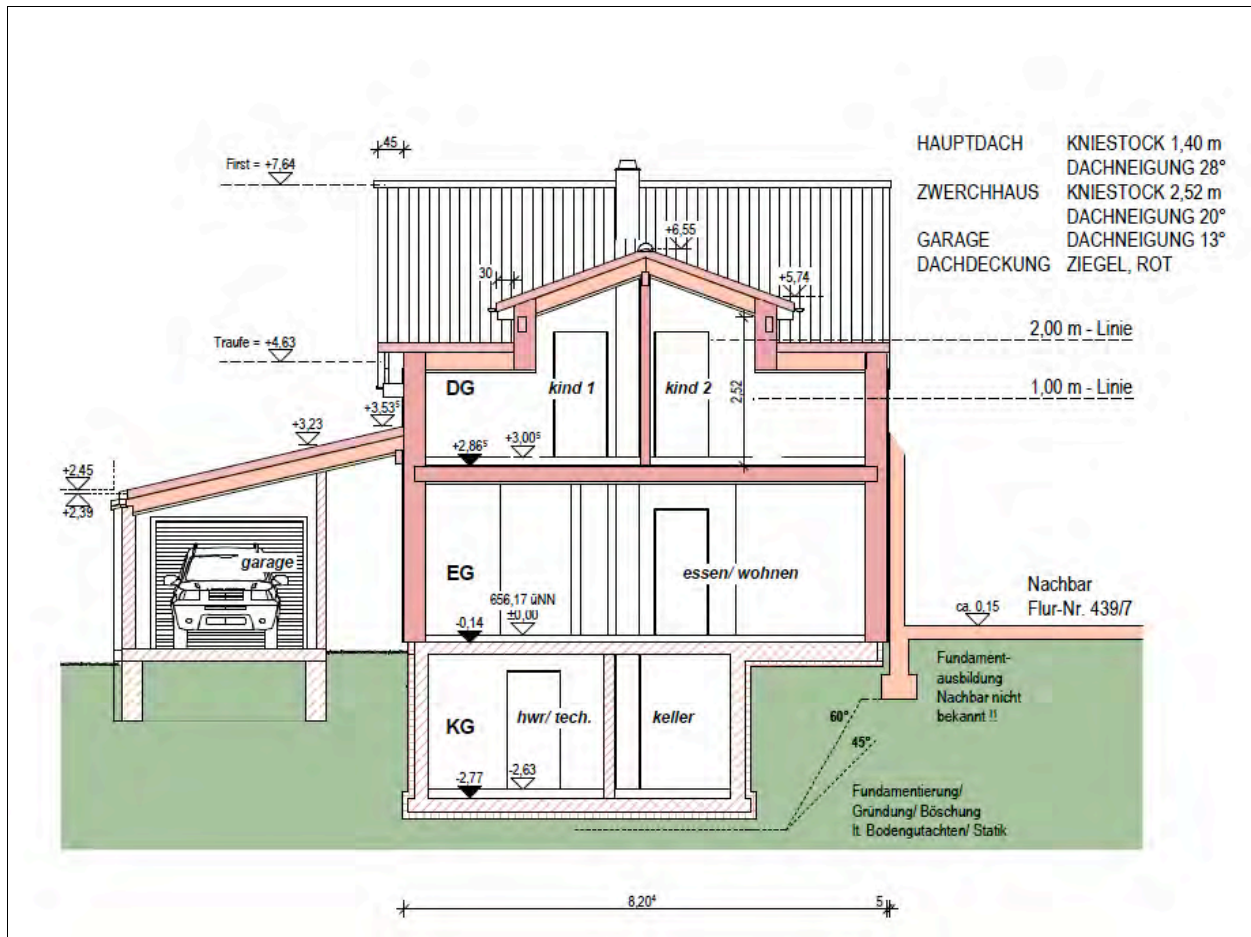 45
First = +7,64
HAUPTDACH KNIESTOCK 1,40 m
DACHNEIGUNG 28°
ZWERCHHAUS KNIESTOCK 2,52 m
DACHNEIGUNG 20°
GARAGE DACHNEIGUNG 13°
DACHDECKUNG ZIEGEL, ROT
+6,55
30
+5,74
2,00 m - Linie
Traufe = +4,63
DG
kind 1
kind 2
2,52
1,00 m - Linie
+3,53⁵
+3,23
+2,86⁵
+3,00⁵
+2,45
+2,39
garage
EG
essen/ wohnen
656,17 üNN
±0,00
-0,14
ca. 0,15
Nachbar
Flur-Nr. 439/7
Fundament-
ausbildung
Nachbar nicht
bekannt !!
KG
hwr/ tech.
keller
60°
45°
-2,77
-2,63
Fundamentierung/
Gründung/ Böschung
lt. Bodengutachten/ Statik
8,20⁴
5